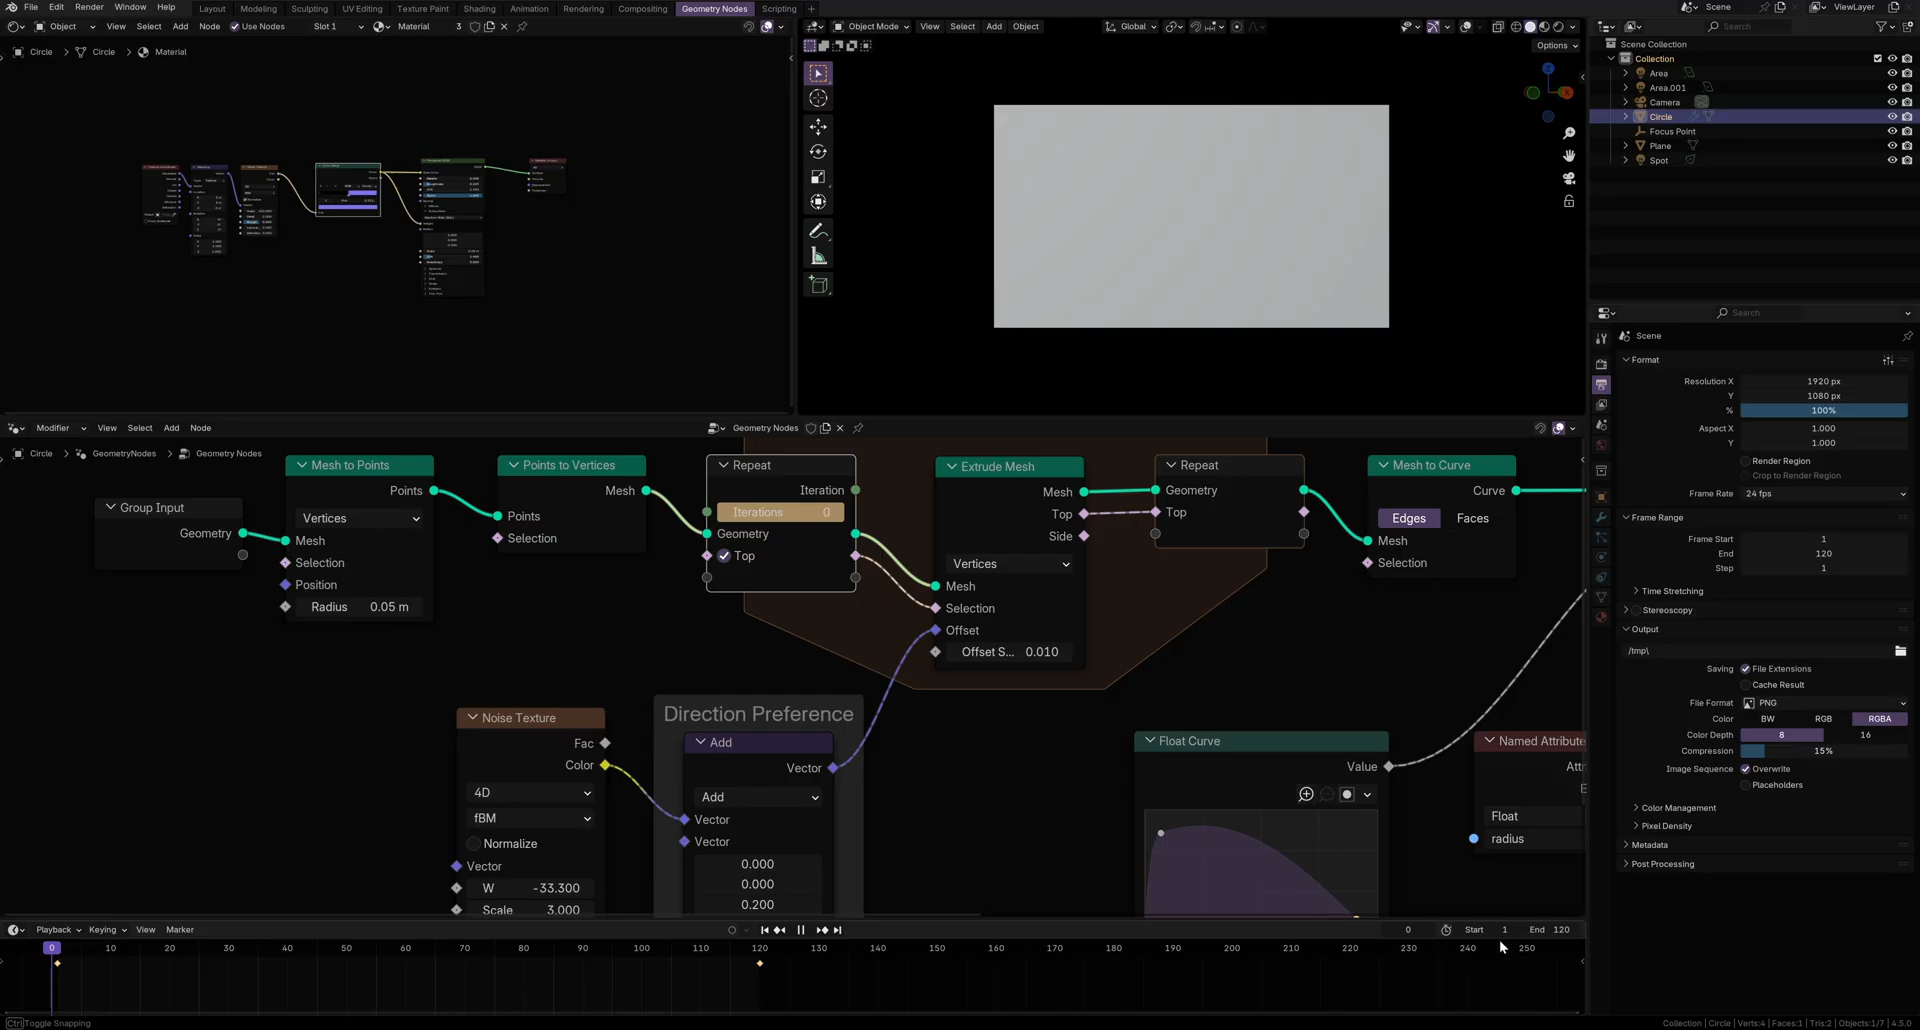 File Edit Render Window Help Layout Modeling Sculpting UV Editing Texture Paint Shading Animation Rendering Compositing Geometry Nodes Scripting + Scene ViewLayer
Object View Select Add Node Use Nodes Slot 1 Material 3
Object Mode View Select Add Object Global
Search
Circle Circle Material
Options
Scene Collection
Collection
Area
Area.001
Camera
Circle
Focus Point
Plane
Spot
Search
Scene
Format
Resolution X 1920 px
Y 1080 px
% 100%
Aspect X 1.000
Y 1.000
Render Region
Crop to Render Region
Frame Rate 24 fps
Frame Range
Frame Start 1
End 120
Step 1
Time Stretching
Stereoscopy
Output
/tmp\
Saving File Extensions
Cache Result
File Format PNG
Color BW RGB RGBA
Color Depth 8 16
Compression 15%
Image Sequence Overwrite
Placeholders
Color Management
Pixel Density
Metadata
Post Processing
Modifier View Select Add Node Geometry Nodes
Circle GeometryNodes Geometry Nodes
Group Input
Geometry
Mesh to Points
Points
Vertices
Mesh
Selection
Position
Radius 0.05 m
Points to Vertices
Mesh
Points
Selection
Repeat
Iteration
Iterations 0
Geometry
Top
Extrude Mesh
Mesh
Top
Side
Vertices
Mesh
Selection
Offset
Offset S... 0.010
Repeat
Geometry
Top
Mesh to Curve
Curve
Edges Faces
Mesh
Selection
Noise Texture
Fac
Color
4D
fBM
Normalize
Vector
W -33.300
Scale 3.000
Direction Preference
Add
Vector
Add
Vector
Vector
0.000
0.000
0.200
Float Curve
Value
Named Attribute
Float
radius
Playback Keying View Marker 0 Start 1 End 120
0 10 20 30 40 50 60 70 80 90 100 110 120 130 140 150 160 170 180 190 200 210 220 230 240 250
Ctrl Toggle Snapping
Collection | Circle | Verts:4 | Faces:1 | Tris:2 | Objects:1/7 | 4.5.0